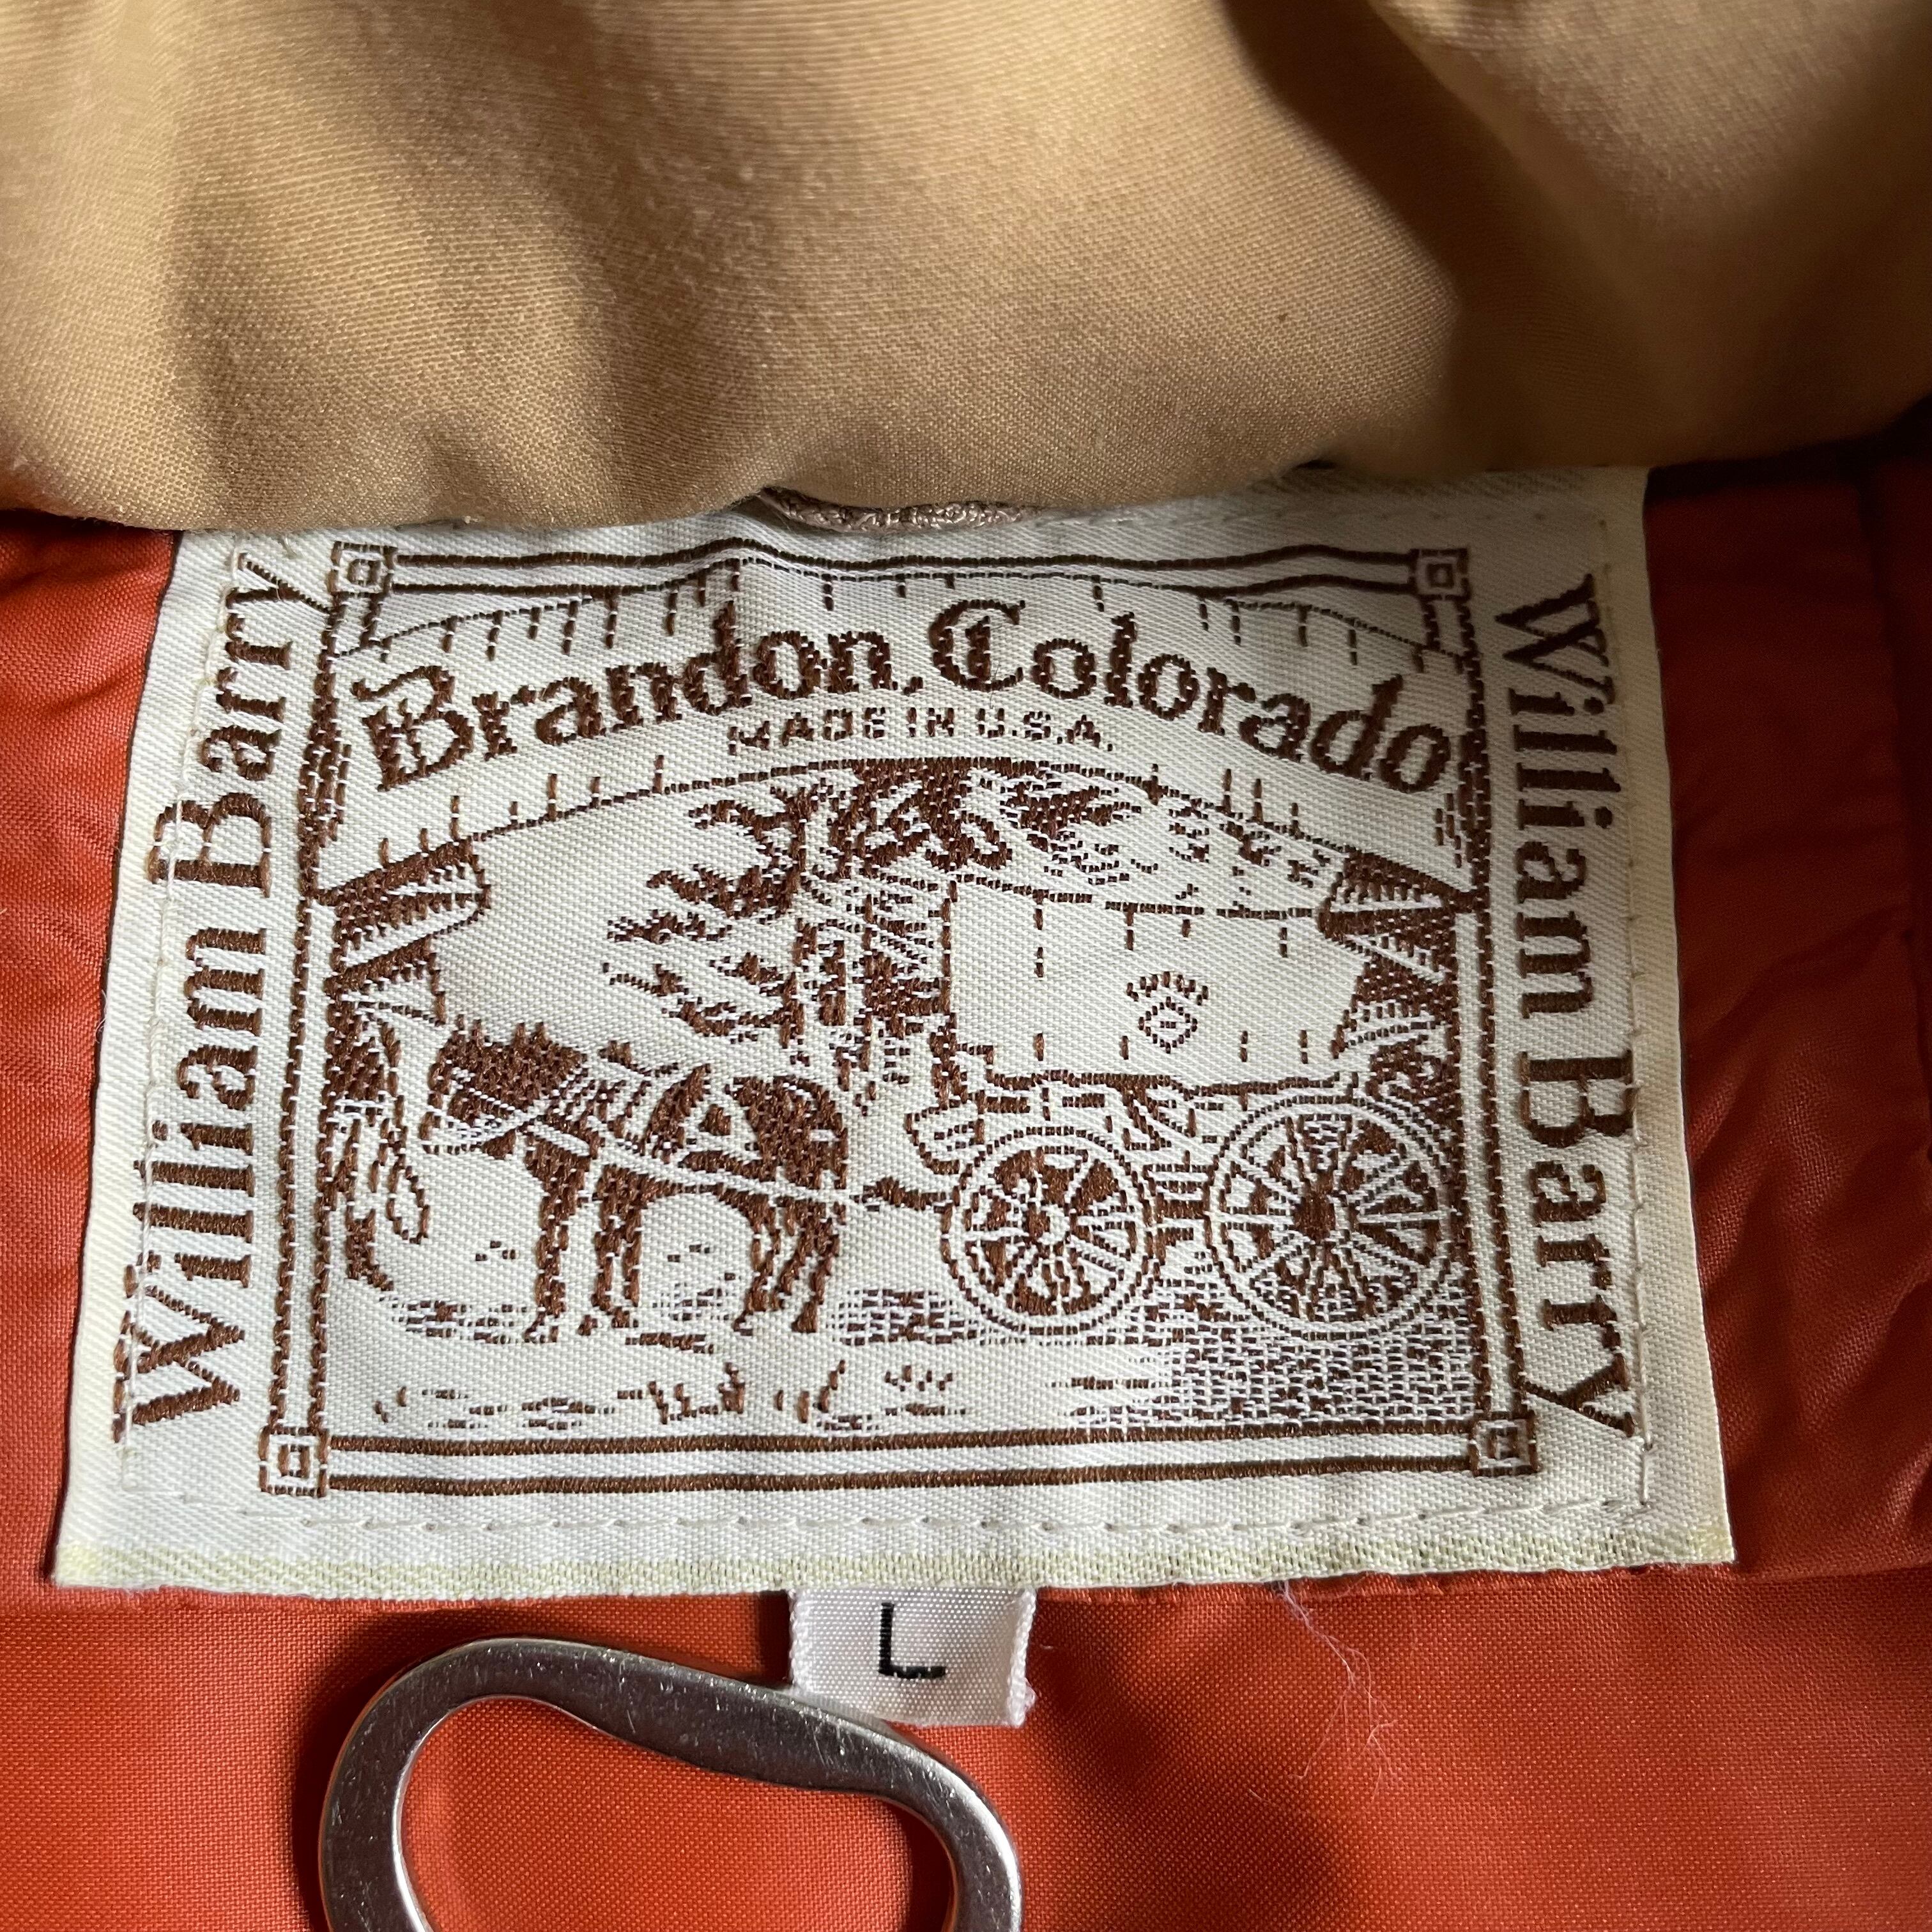 William Barry
Brandon, Colorado
MADE IN U.S.A.
William Barry
L